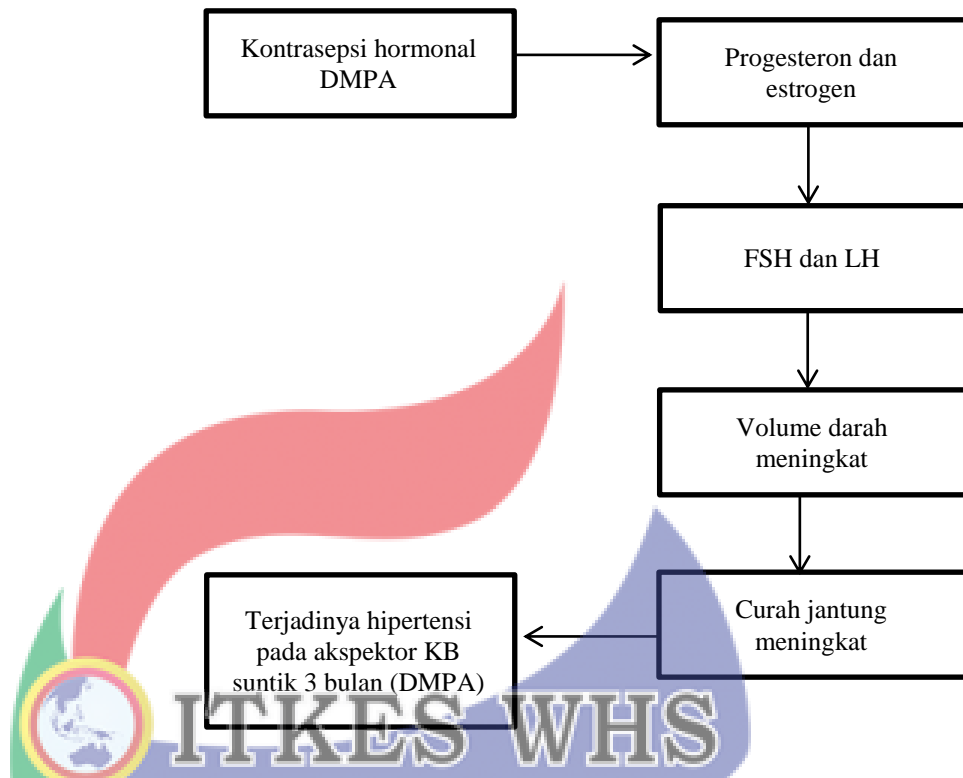 Kontrasepsi hormonal
DMPA
Progesteron dan
estrogen
FSH dan LH
Volume darah
meningkat
Curah jantung
meningkat
Terjadinya hipertensi
pada akspektor KB
suntik 3 bulan (DMPA)
ITKES WHS